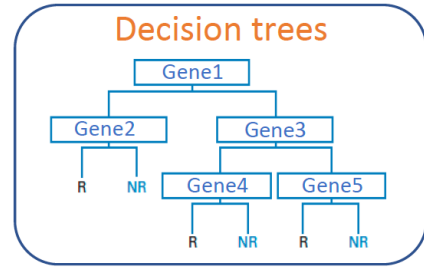 Decision trees
Gene1
Gene2 Gene3
R NR
Gene4 Gene5
R NR R NR